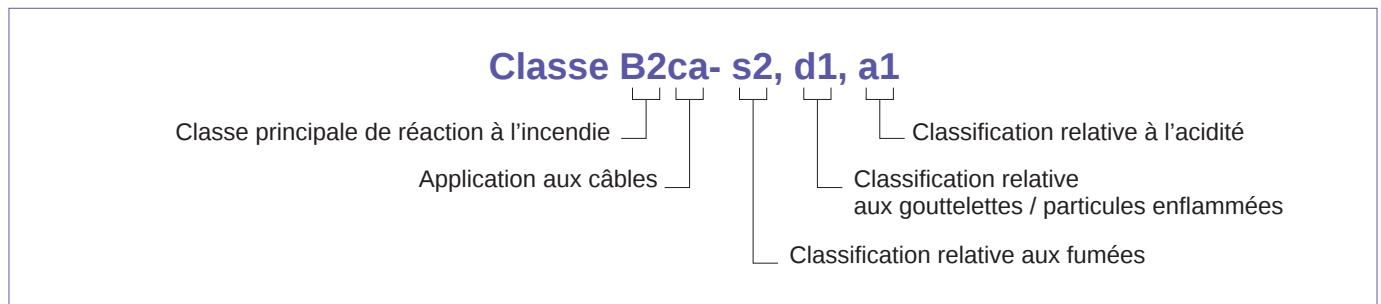 Classe B2ca- s2, d1, a1
Classe principale de réaction à l’incendie
Classification relative à l’acidité
Application aux câbles
Classification relative
aux gouttelettes / particules enflammées
Classification relative aux fumées